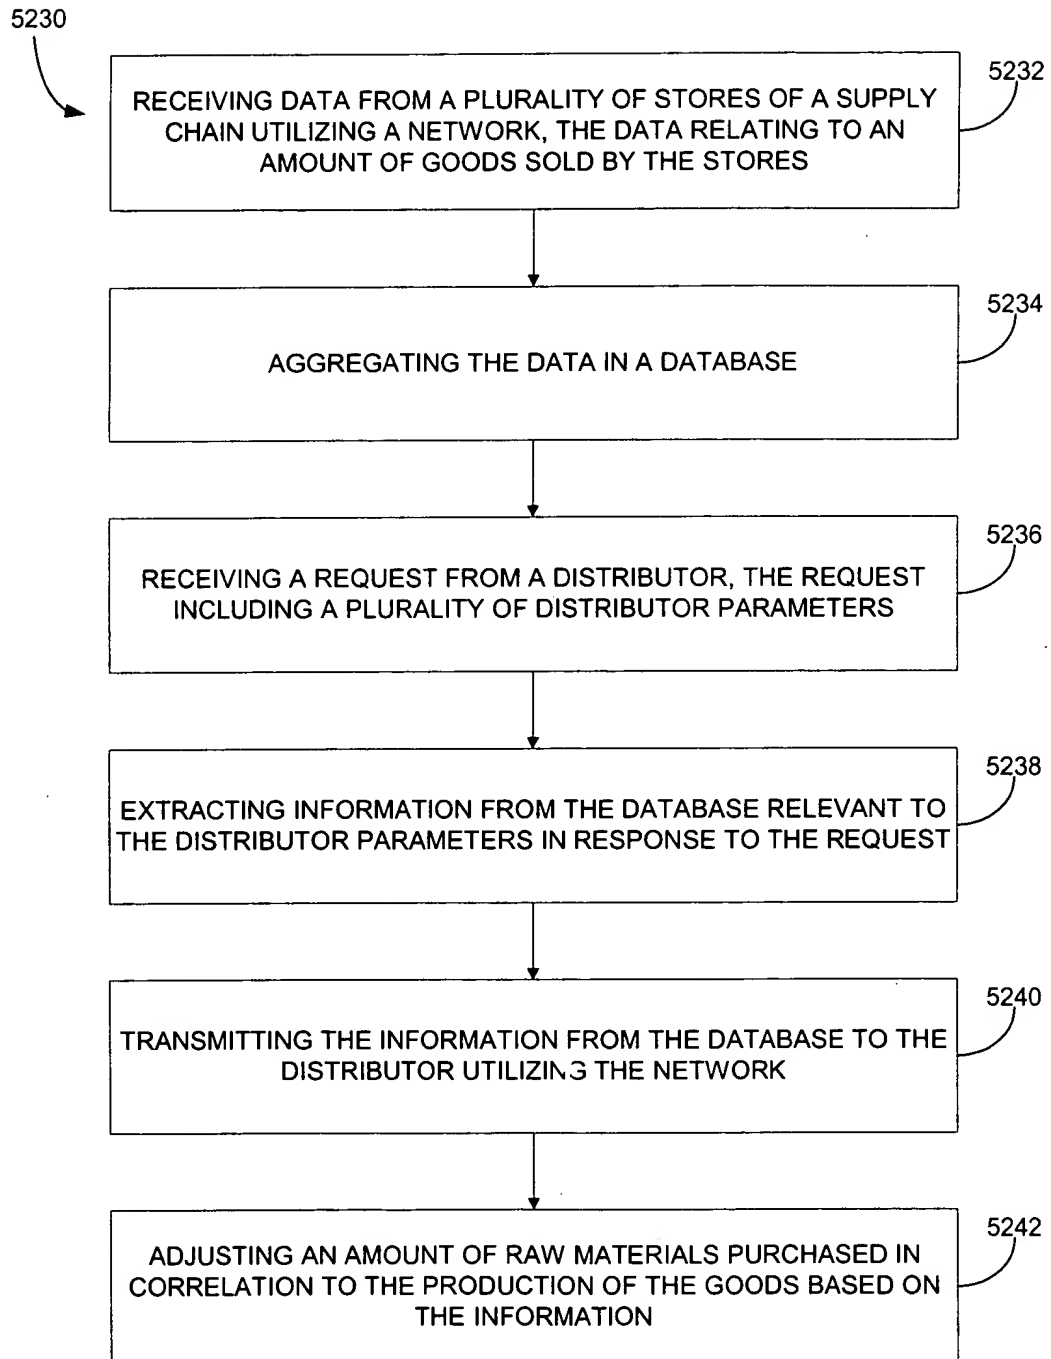 5230
5232
RECEIVING DATA FROM A PLURALITY OF STORES OF A SUPPLY
CHAIN UTILIZING A NETWORK, THE DATA RELATING TO AN
AMOUNT OF GOODS SOLD BY THE STORES
5234
AGGREGATING THE DATA IN A DATABASE
5236
RECEIVING A REQUEST FROM A DISTRIBUTOR, THE REQUEST
INCLUDING A PLURALITY OF DISTRIBUTOR PARAMETERS
5238
EXTRACTING INFORMATION FROM THE DATABASE RELEVANT TO
THE DISTRIBUTOR PARAMETERS IN RESPONSE TO THE REQUEST
5240
TRANSMITTING THE INFORMATION FROM THE DATABASE TO THE
DISTRIBUTOR UTILIZING THE NETWORK
5242
ADJUSTING AN AMOUNT OF RAW MATERIALS PURCHASED IN
CORRELATION TO THE PRODUCTION OF THE GOODS BASED ON
THE INFORMATION